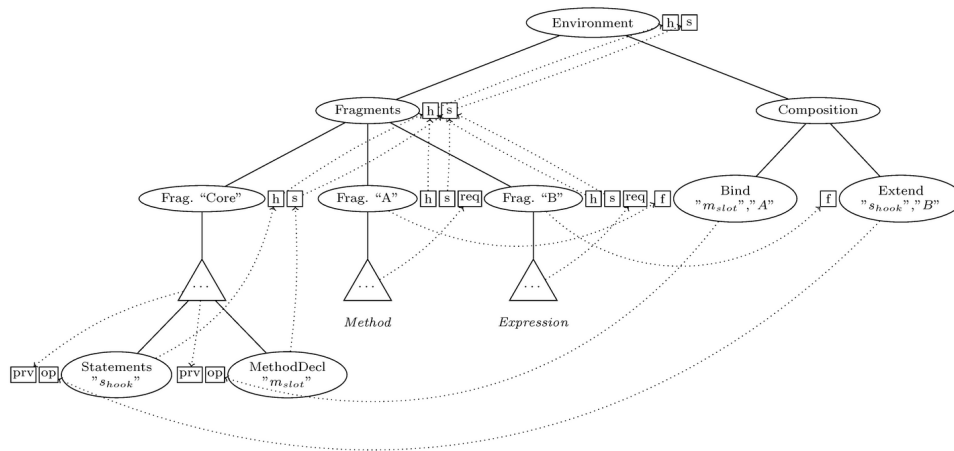 Environment h s
Fragments h s Composition
Frag. “Core” h s Frag. “A” h s req Frag. “B” h s req f Bind f Extend
"m_slot","A" "s_hook","B"
... ... ...
Method Expression
prv op Statements prv op MethodDecl
"s_hook" "m_slot"